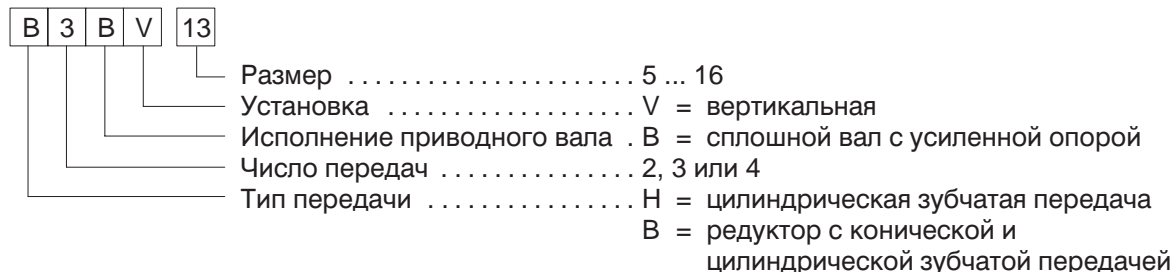 B 3 B V 13
Размер . . . . . . . . . . . . . . . . . . . . . . 5 ... 16
Установка . . . . . . . . . . . . . . . . . . . V = вертикальная
Исполнение приводного вала . B = сплошной вал с усиленной опорой
Число передач . . . . . . . . . . . . . . . 2, 3 или 4
Тип передачи . . . . . . . . . . . . . . . . H = цилиндрическая зубчатая передача
B = редуктор с конической и
цилиндрической зубчатой передачей